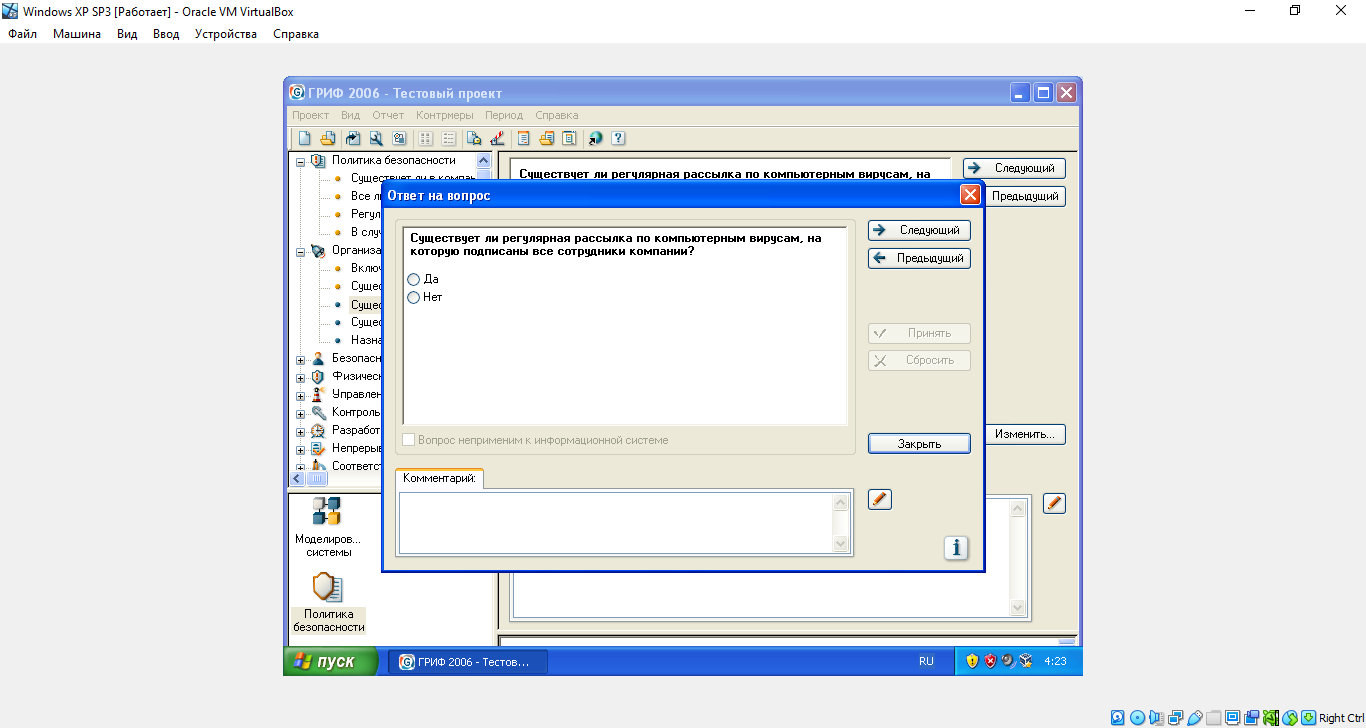 Windows XP SP3 [Работает] - Oracle VM VirtualBox
Файл Машина Вид Ввод Устройства Справка
ГРИФ 2006 - Тестовый проект
Проект Вид Отчет Контрмеры Период Справка
Политика безопасности
Существует ли в компан
Все л
Регул
В случ
Организа
Включ
Сущес
Сущес
Сущес
Назна
Безопасн
Физическ
Управлен
Контроль
Разработ
Непрерыв
Соответст
Моделиров...
системы
Политика
безопасности
Существует ли регулярная рассылка по компьютерным вирусам, на
Следующий
Предыдущий
Изменить...
Ответ на вопрос
Существует ли регулярная рассылка по компьютерным вирусам, на
которую подписаны все сотрудники компании?
Да
Нет
Вопрос неприменим к информационной системе
Следующий
Предыдущий
Принять
Сбросить
Закрыть
Комментарий:
пуск
ГРИФ 2006 - Тестов...
RU
4:23
Right Ctrl